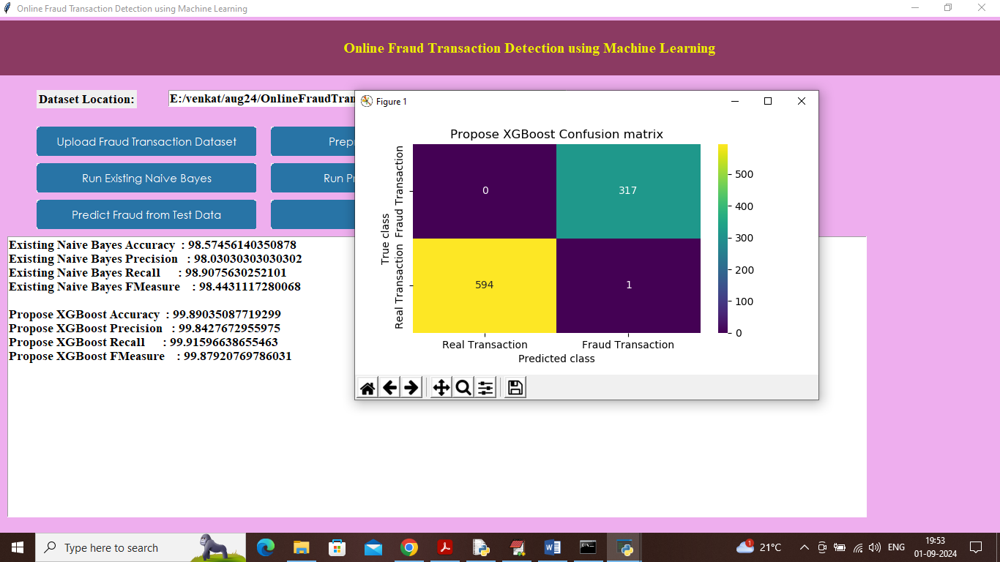 Online Fraud Transaction Detection using Machine Learning
Online Fraud Transaction Detection using Machine Learning
Dataset Location:
E:/venkat/aug24/OnlineFraudTran
Upload Fraud Transaction Dataset
Prepr
Run Existing Naive Bayes
Run Pr
Predict Fraud from Test Data
Existing Naive Bayes Accuracy : 98.57456140350878
Existing Naive Bayes Precision : 98.03030303030302
Existing Naive Bayes Recall : 98.9075630252101
Existing Naive Bayes FMeasure : 98.4431117280068
Propose XGBoost Accuracy : 99.89035087719299
Propose XGBoost Precision : 99.8427672955975
Propose XGBoost Recall : 99.91596638655463
Propose XGBoost FMeasure : 99.87920769786031
Figure 1
Propose XGBoost Confusion matrix
True class
Fraud Transaction
Real Transaction
0
317
594
1
Real Transaction
Fraud Transaction
Predicted class
500
400
300
200
100
0
Type here to search
1
21°C
ENG
19:53
01-09-2024